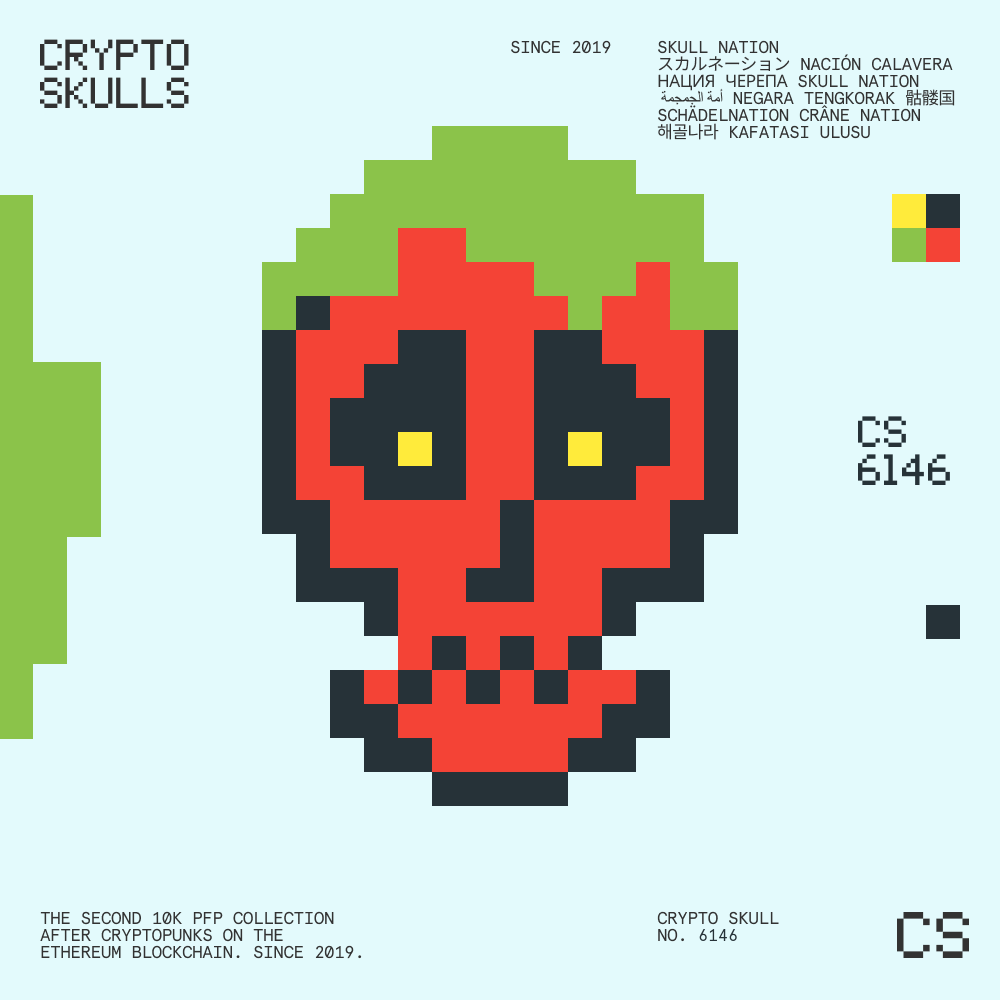 CRYPTO
SKULLS
SINCE 2019
SKULL NATION
スカルネーション NACIÓN CALAVERA
НАЦИЯ ЧЕРЕПА SKULL NATION
أمة الجمجمة NEGARA TENGKORAK 骷髅国
SCHÄDELNATION CRÂNE NATION
해골나라 KAFATASI ULUSU
CS
6146
THE SECOND 10K PFP COLLECTION
AFTER CRYPTOPUNKS ON THE
ETHEREUM BLOCKCHAIN. SINCE 2019.
CRYPTO SKULL
NO. 6146
CS